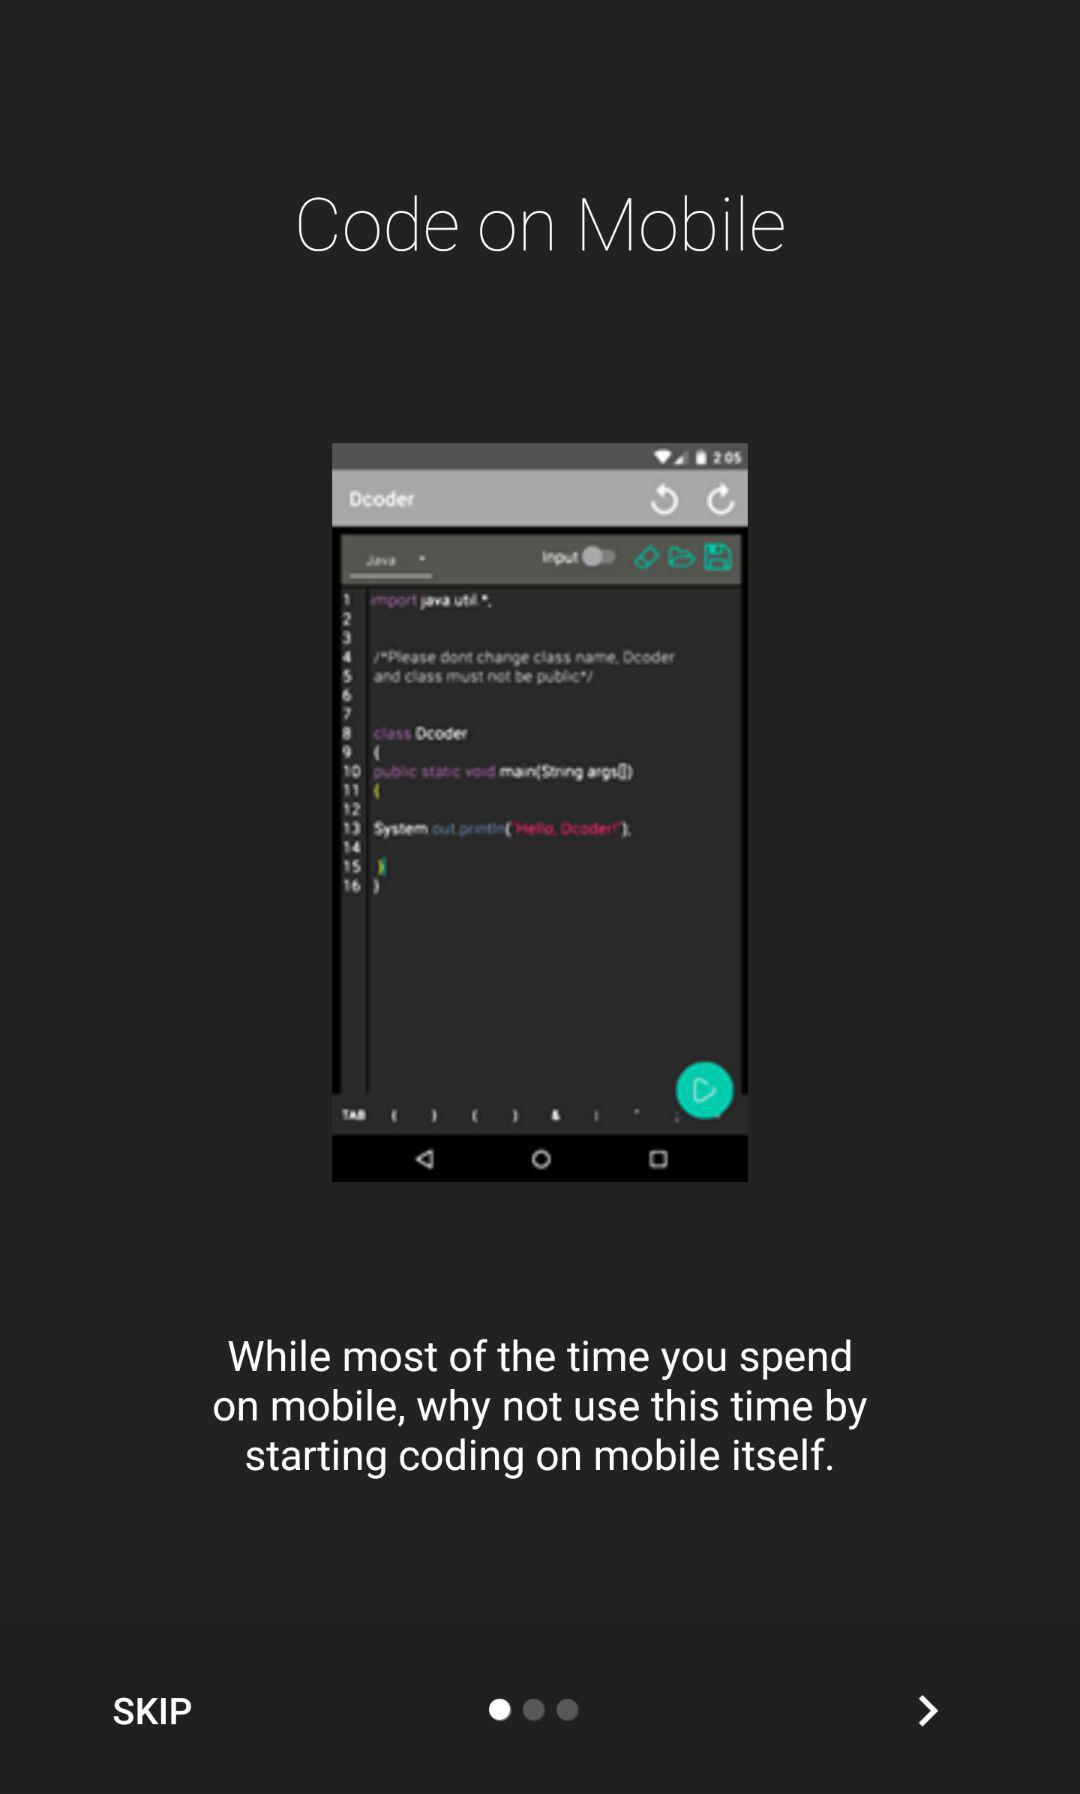 Code on Mobile
2:05
Dcoder
Java
Input
1 import java.util.*;
2
3
4 /*Please dont change class name, Dcoder
5 and class must not be public*/
6
7
8 class Dcoder
9 {
10 public static void main(String args[])
11 {
12
13 System.out.println("Hello, Dcoder!");
14
15 }
16 }
TAB { } ( ) & | " ;
While most of the time you spend
on mobile, why not use this time by
starting coding on mobile itself.
SKIP